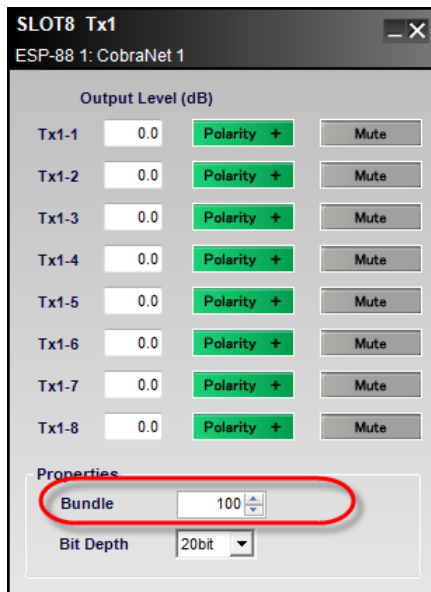 SLOT8 Tx1
ESP-88 1: CobraNet 1
Output Level (dB)
Tx1-1 0.0 Polarity + Mute
Tx1-2 0.0 Polarity + Mute
Tx1-3 0.0 Polarity + Mute
Tx1-4 0.0 Polarity + Mute
Tx1-5 0.0 Polarity + Mute
Tx1-6 0.0 Polarity + Mute
Tx1-7 0.0 Polarity + Mute
Tx1-8 0.0 Polarity + Mute
Properties
Bundle 100
Bit Depth 20bit